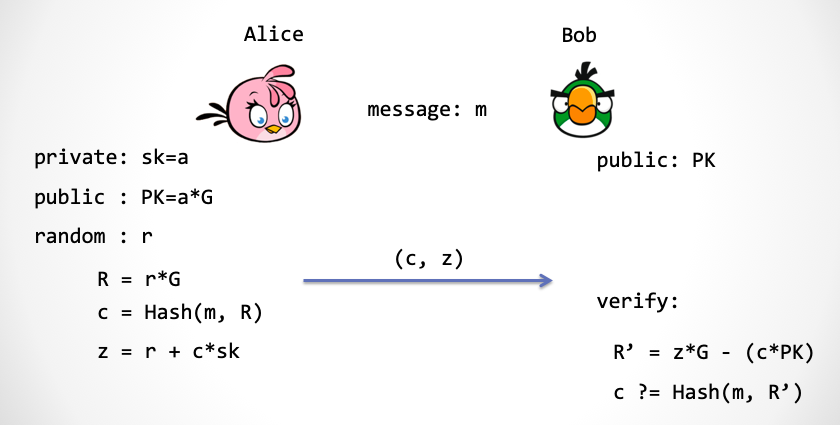 Alice
Bob
message: m
private: sk=a
public : PK=a*G
random : r
R = r*G
c = Hash(m, R)
z = r + c*sk
(c, z)
public: PK
verify:
R’ = z*G - (c*PK)
c ?= Hash(m, R’)